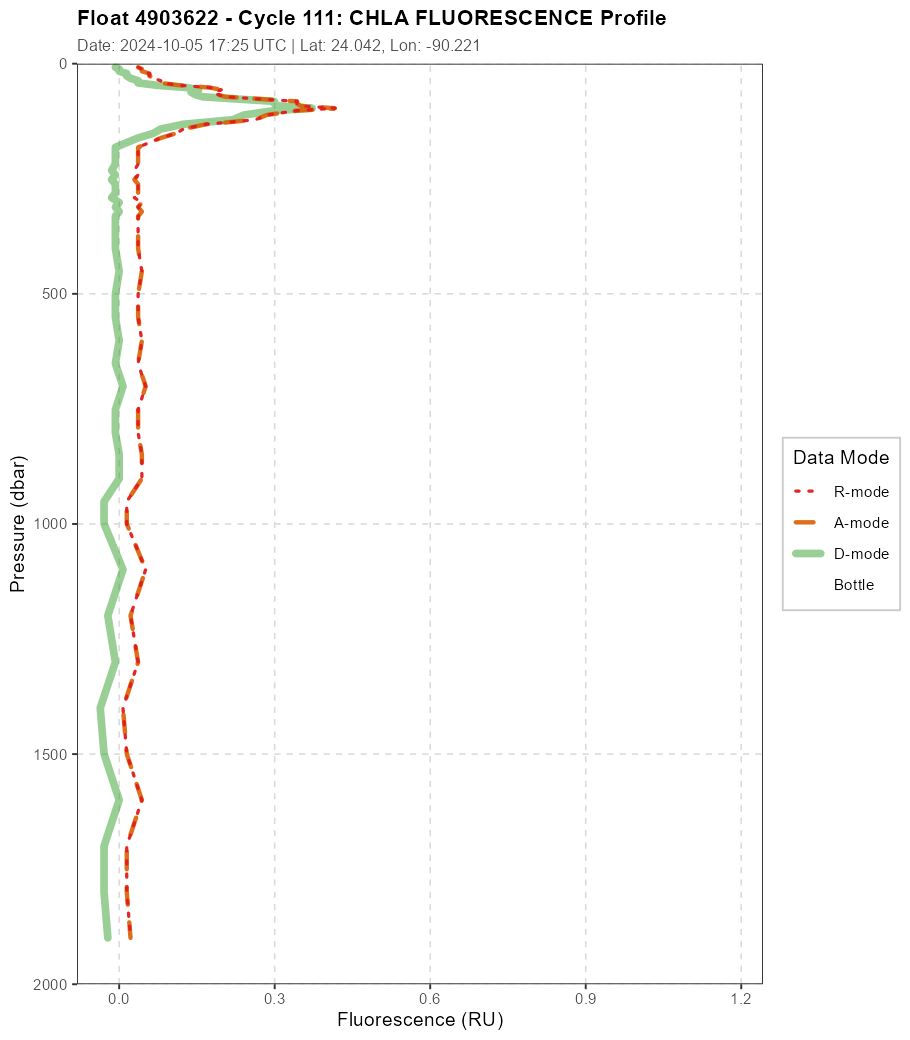 Float 4903622 - Cycle 111: CHLA FLUORESCENCE Profile
Date: 2024-10-05 17:25 UTC | Lat: 24.042, Lon: -90.221
0
500
1000
1500
2000
Pressure (dbar)
0.0
0.3
0.6
0.9
1.2
Fluorescence (RU)
Data Mode
R-mode
A-mode
D-mode
Bottle